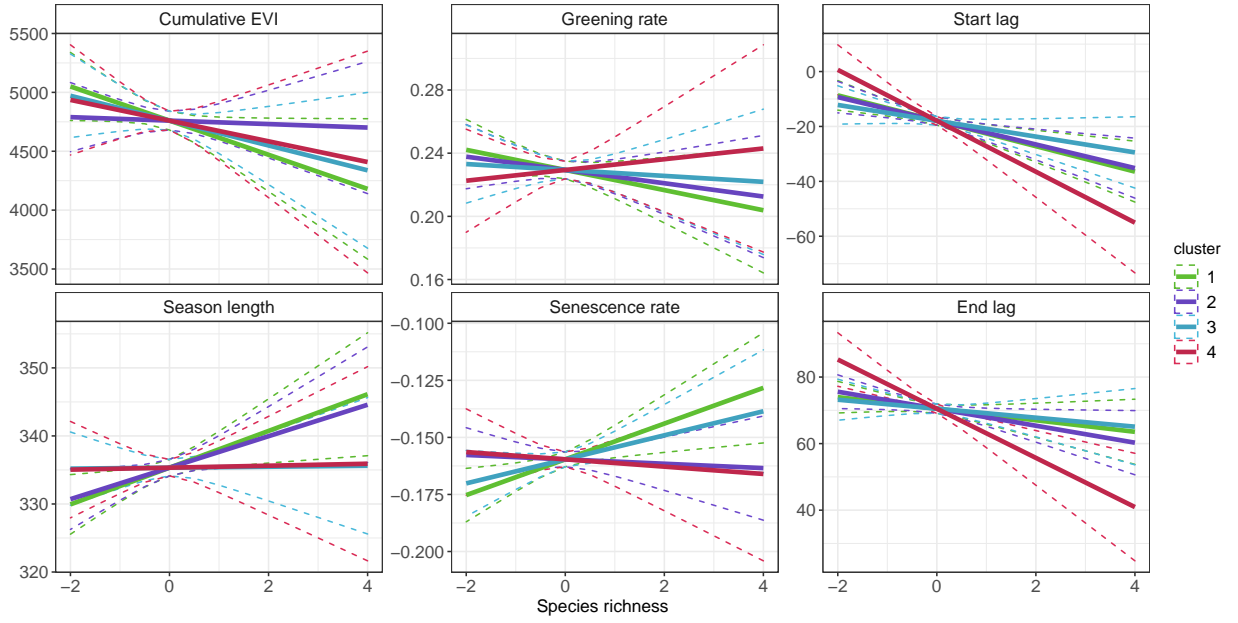 Cumulative EVI
Greening rate
Start lag
5500
5000
4500
4000
3500
0.28
0.24
0.20
0.16
0
−20
−40
−60
cluster
1
2
3
4
Season length
Senescence rate
End lag
350
340
330
320
−0.100
−0.125
−0.150
−0.175
−0.200
80
60
40
−2 0 2 4
−2 0 2 4
−2 0 2 4
Species richness